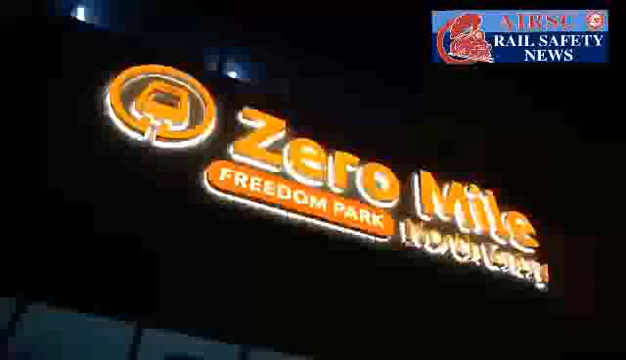 AIRSC
RAIL SAFETY
NEWS
Zero Mile
FREEDOM PARK